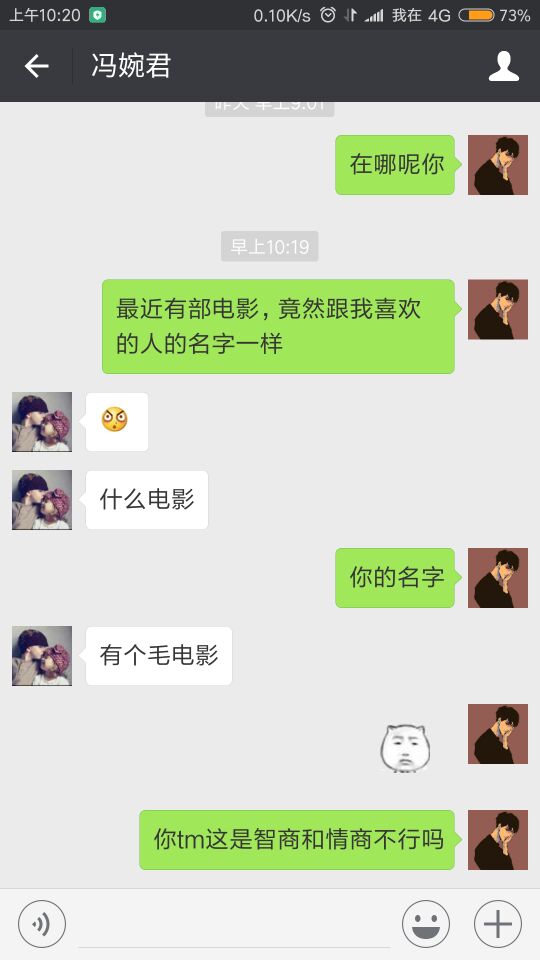 上午10:20
0.10K/s
我在 4G
73%
冯婉君
昨天 早上9:01
在哪呢你
早上10:19
最近有部电影，竟然跟我喜欢
的人的名字一样
什么电影
你的名字
有个毛电影
你tm这是智商和情商不行吗